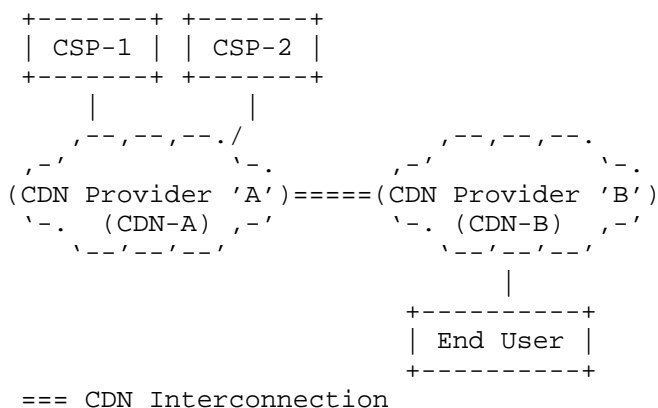 CSP-1 CSP-2
CDN Provider 'A' CDN Provider 'B'
(CDN-A) (CDN-B)
End User
=== CDN Interconnection